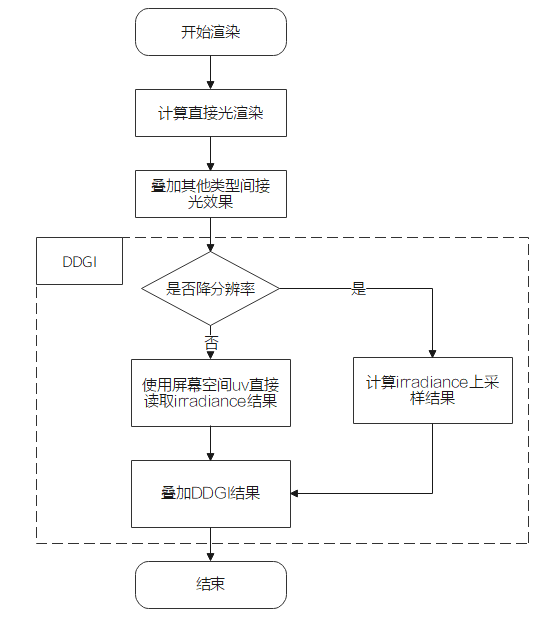 开始渲染
计算直接光渲染
叠加其他类型间接
光效果
DDGI
是否降分辨率
是
否
使用屏幕空间uv直接
读取irradiance结果
计算irradiance上采
样结果
叠加DDGI结果
结束